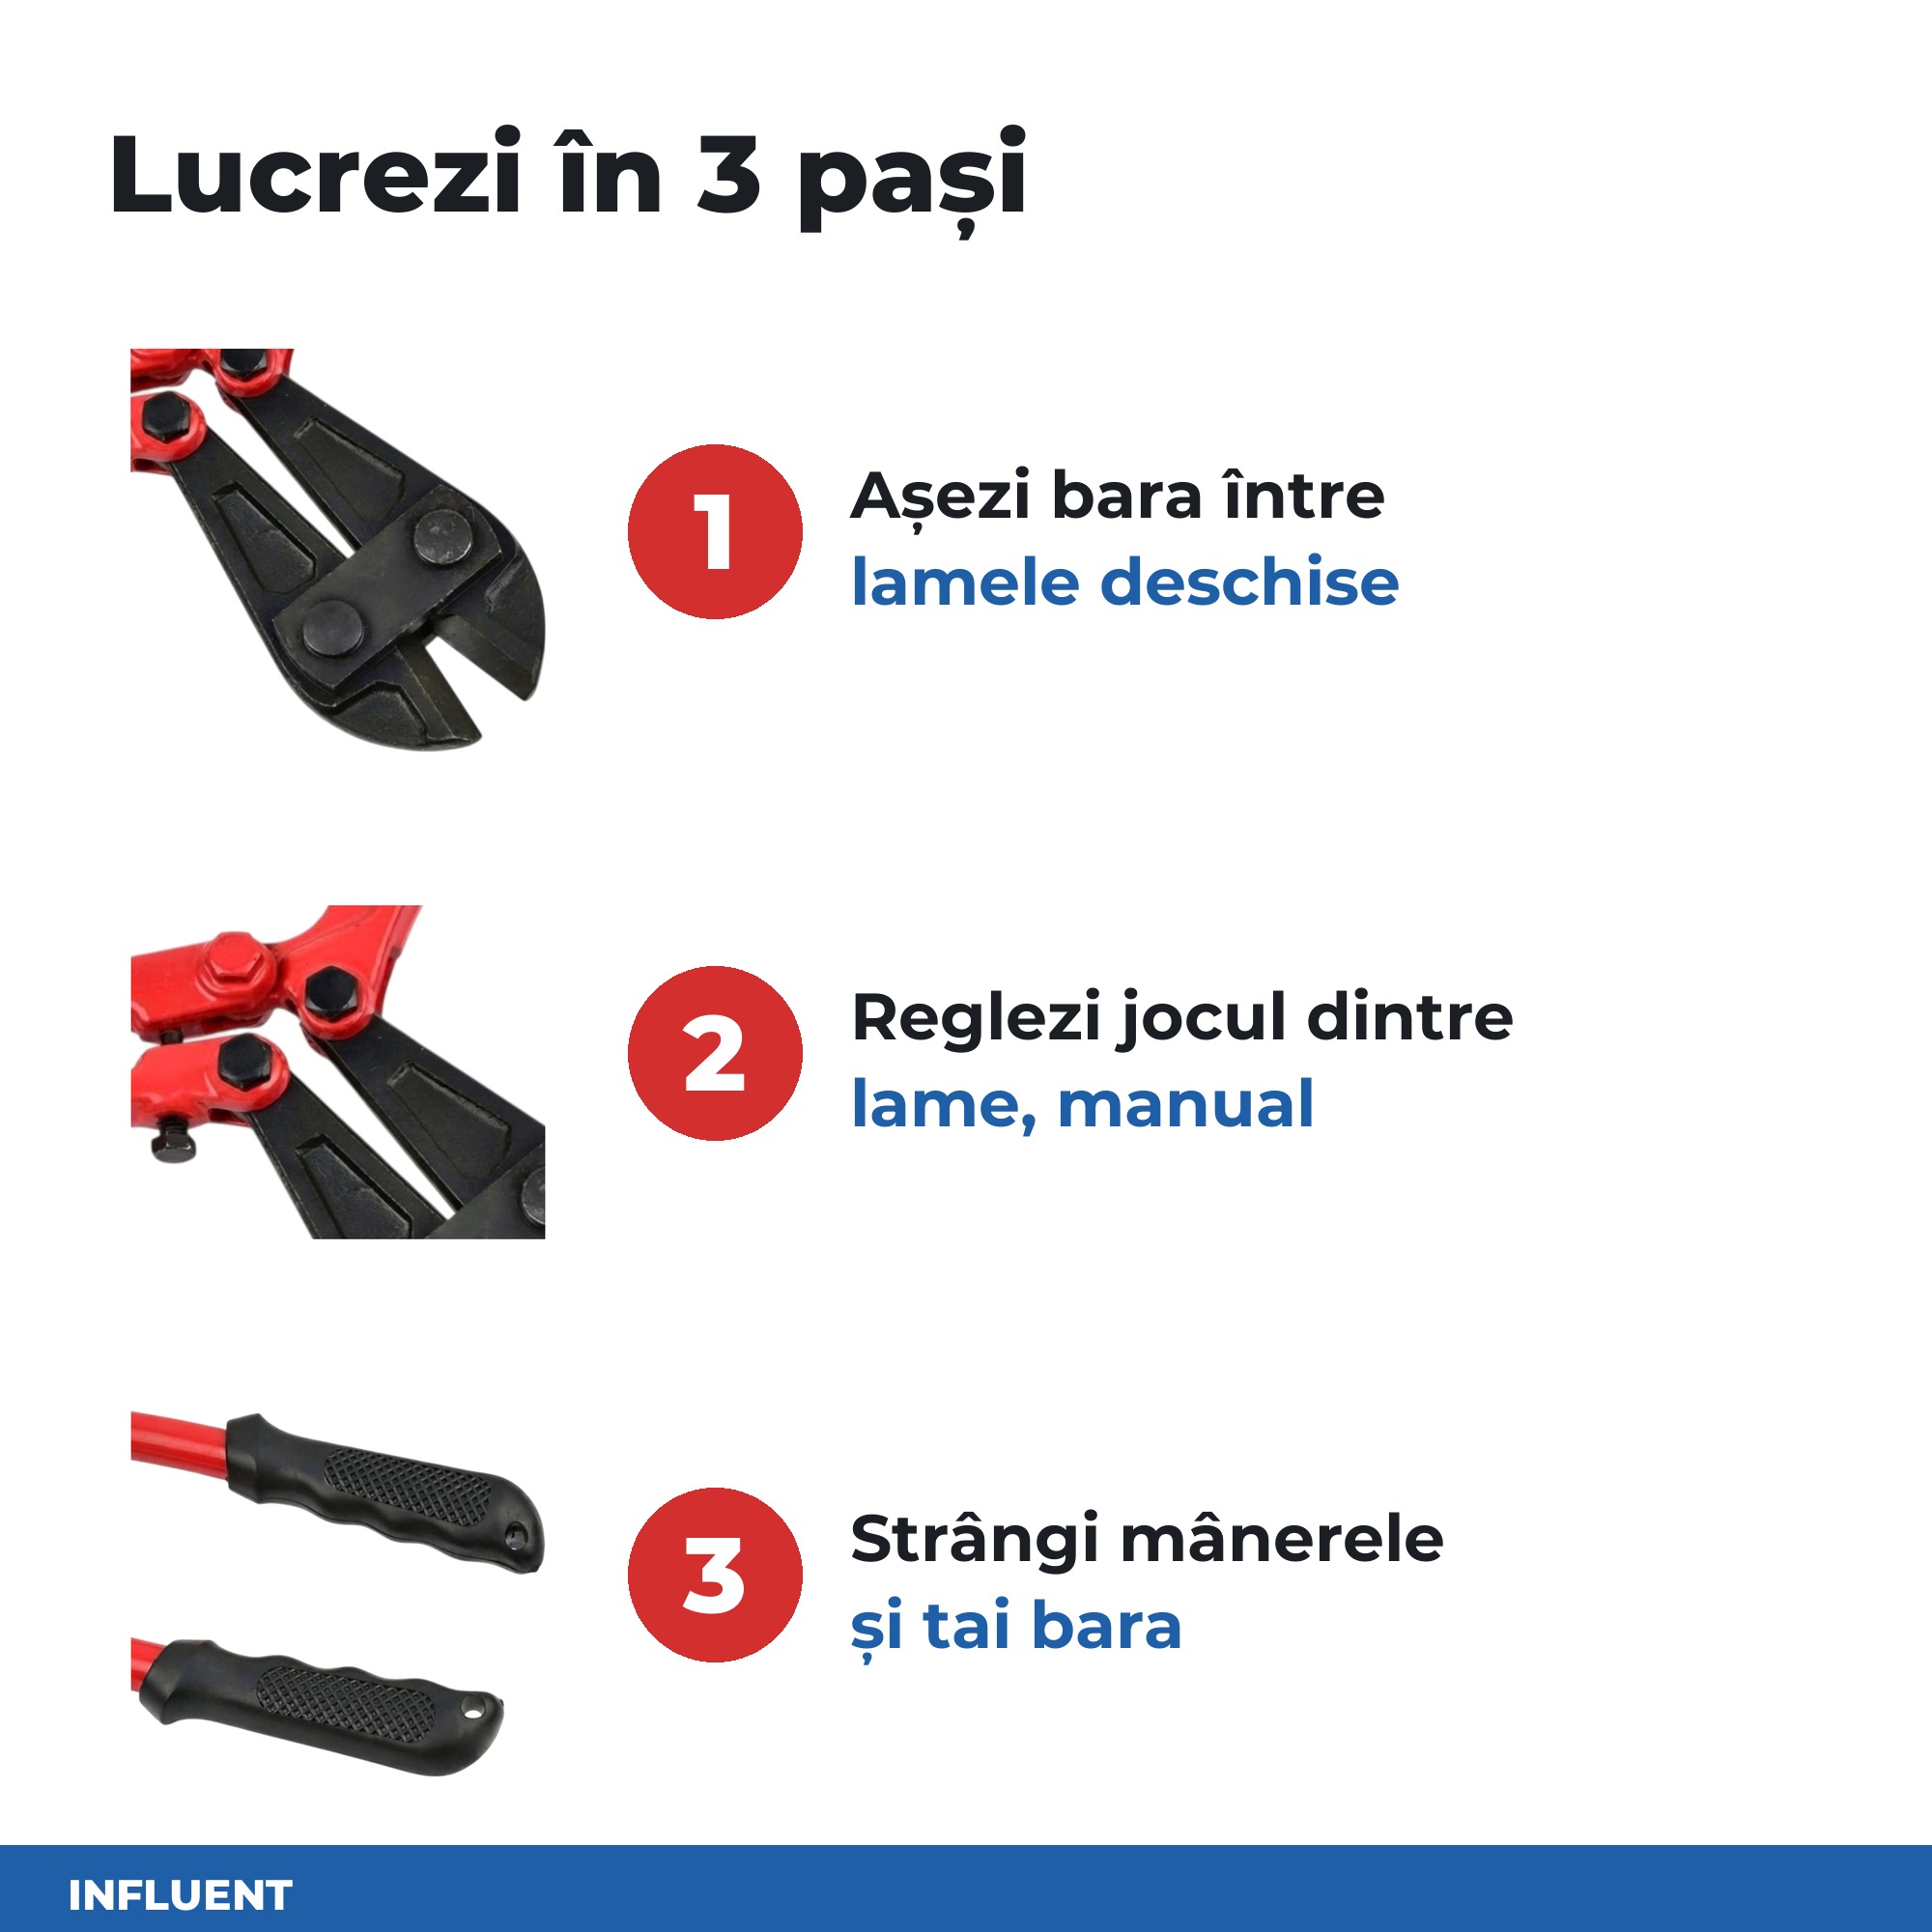 Lucrezi în 3 pași
1
Așezi bara între
lamele deschise
2
Reglezi jocul dintre
lame, manual
3
Strângi mânerele
și tai bara
INFLUENT